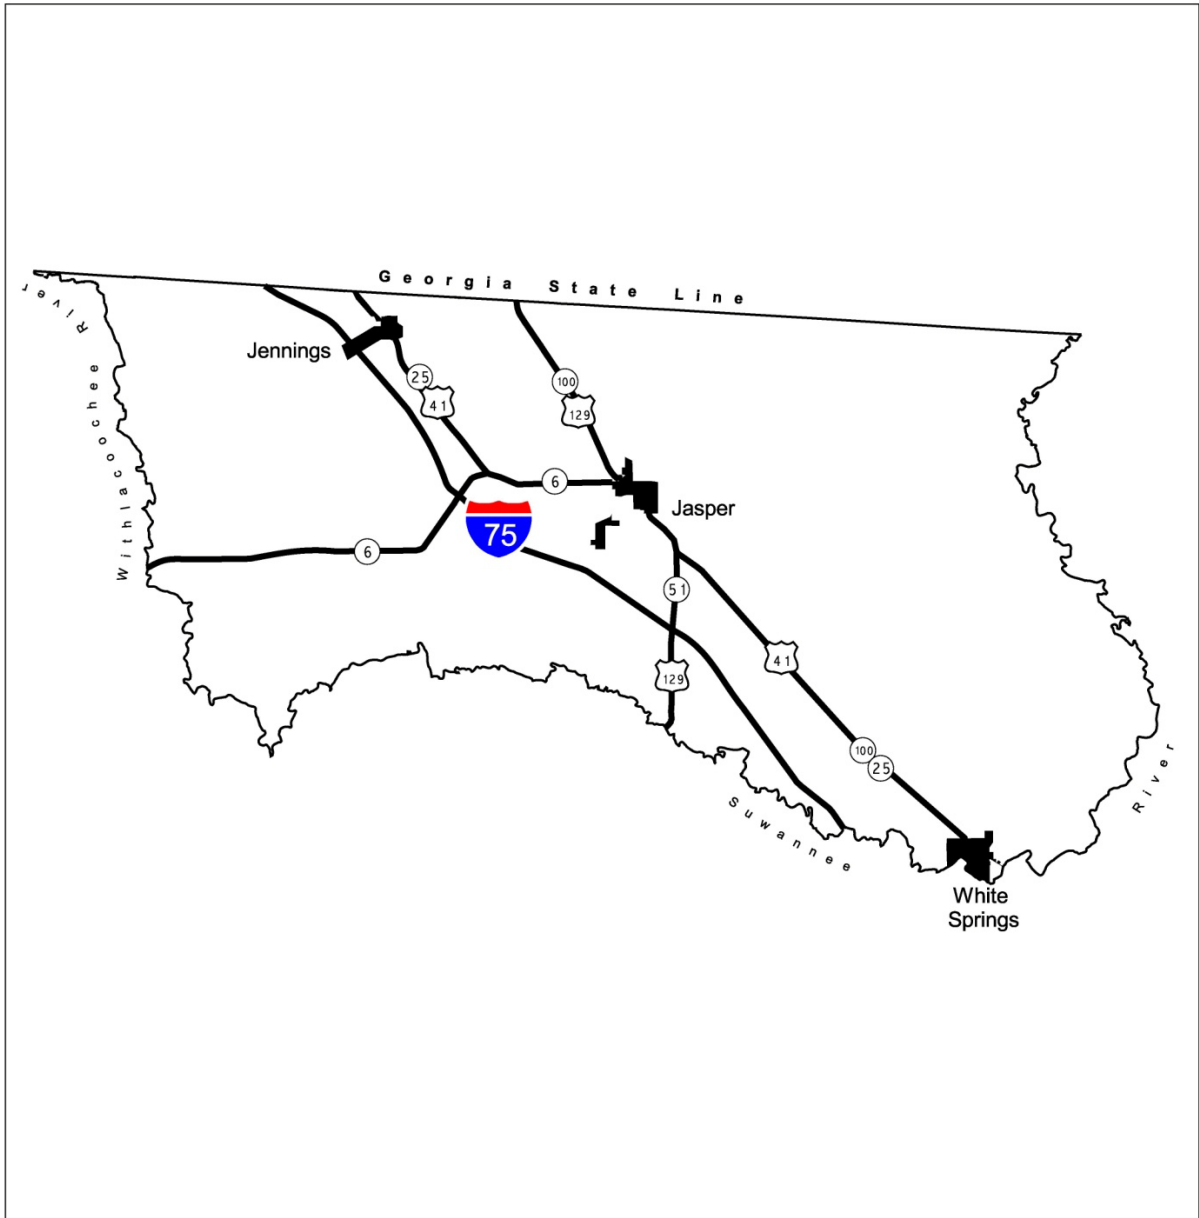 Georgia State Line
River
Withlacoochee
Jennings
25
41
100
129
6
Jasper
75
6
51
41
129
100
25
River
Suwannee
White
Springs